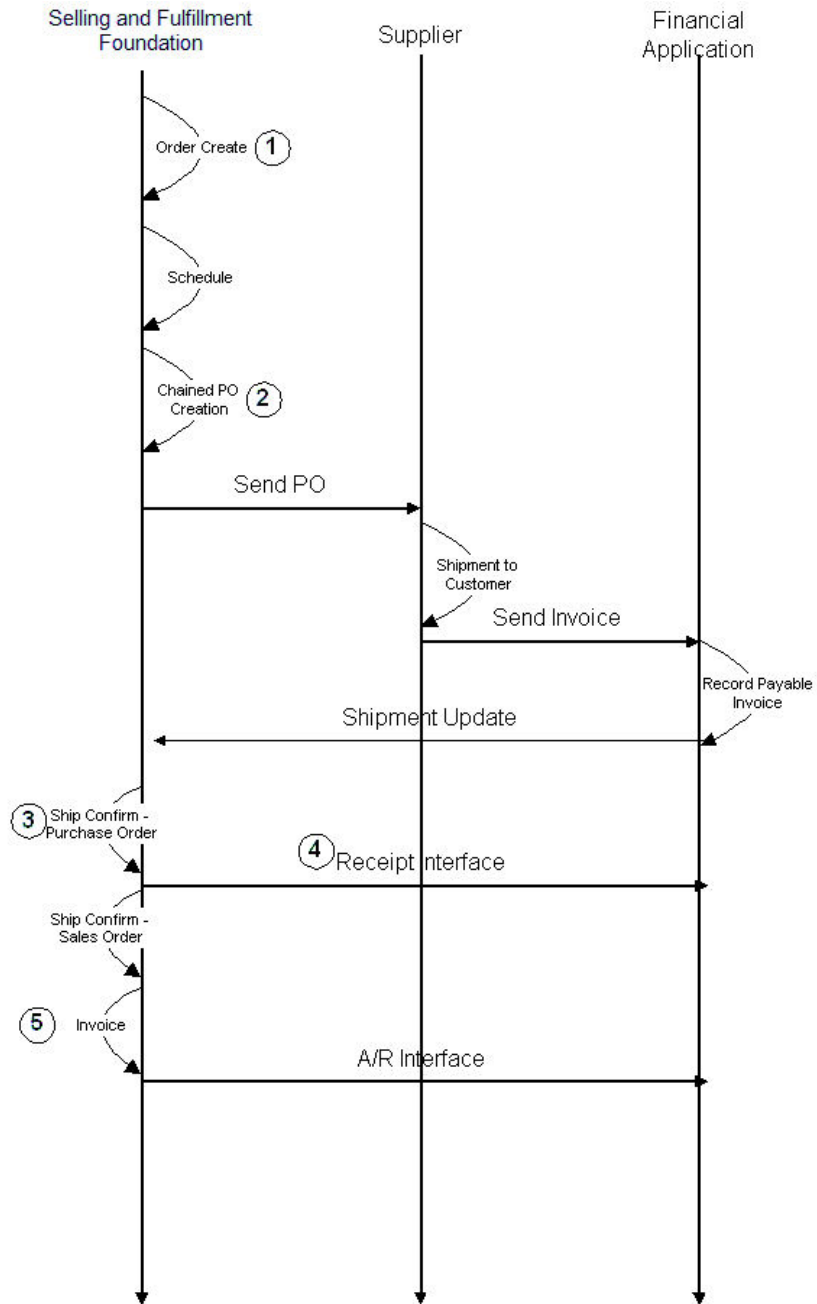 Selling and Fulfillment
Foundation
Supplier
Financial
Application
Order Create
1
Schedule
Chained PO
Creation
2
Send PO
Shipment to
Customer
Send Invoice
Record Payable
Invoice
Shipment Update
3
Ship Confirm -
Purchase Order
4
Receipt Interface
Ship Confirm -
Sales Order
5
Invoice
A/R Interface